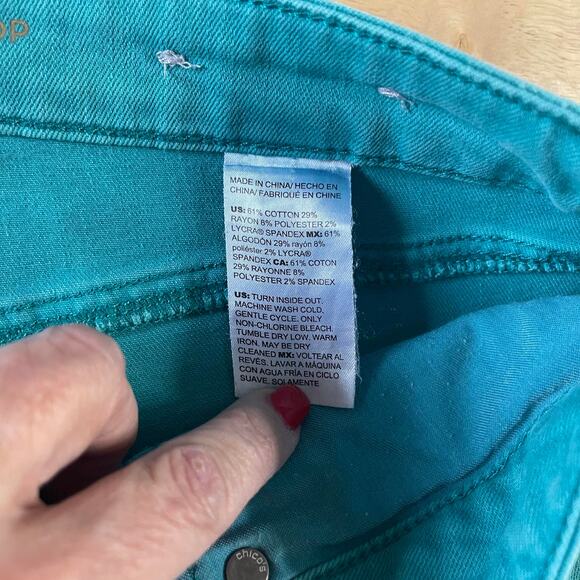 OP
MADE IN CHINA/ HECHO EN
CHINA/ FABRIQUÉ EN CHINE
US: 61% COTTON 29%
RAYON 8% POLYESTER 2%
LYCRA® SPANDEX MX: 61%
ALGODÓN 29% rayón 8%
poliéster 2% LYCRA®
SPANDEX CA: 61% COTON
29% RAYONNE 8%
POLYESTER 2% SPANDEX
US: TURN INSIDE OUT.
MACHINE WASH COLD.
GENTLE CYCLE. ONLY
NON-CHLORINE BLEACH.
TUMBLE DRY LOW. WARM
IRON. MAY BE DRY
CLEANED MX: VOLTEAR AL
REVÉS. LAVAR A MÁQUINA
CON AGUA FRÍA EN CICLO
SUAVE. SOLAMENTE
chico's